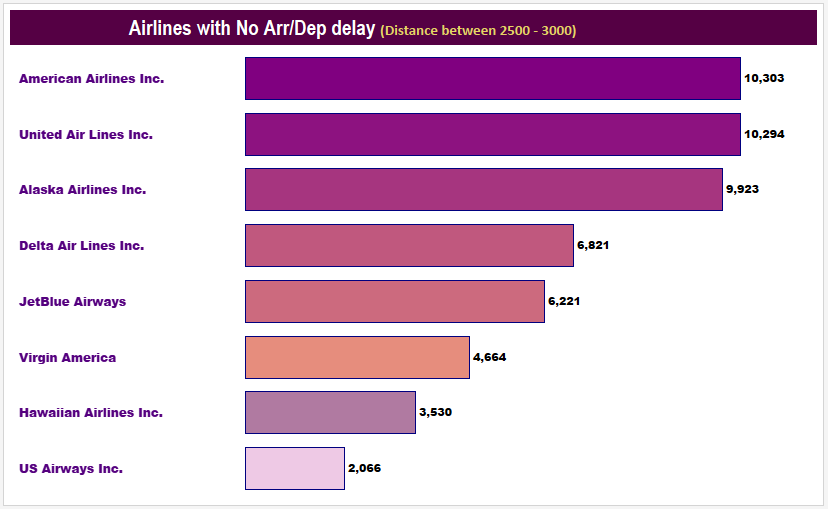 Airlines with No Arr/Dep delay (Distance between 2500 - 3000)
American Airlines Inc. 10,303
United Air Lines Inc. 10,294
Alaska Airlines Inc. 9,923
Delta Air Lines Inc. 6,821
JetBlue Airways 6,221
Virgin America 4,664
Hawaiian Airlines Inc. 3,530
US Airways Inc. 2,066